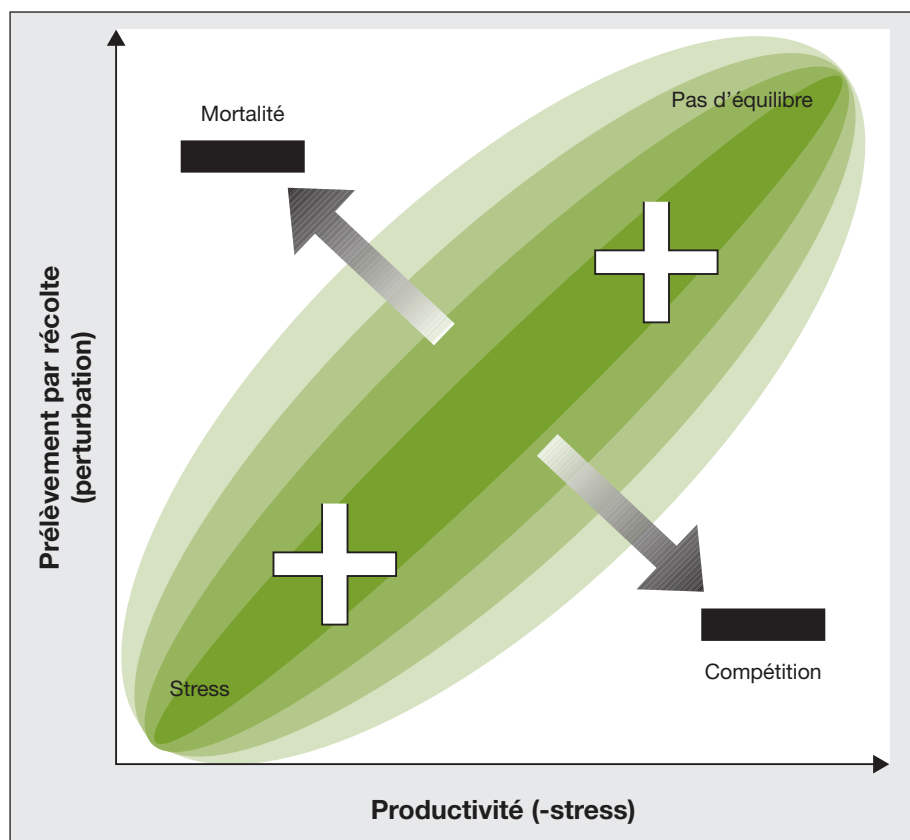 Mortalité
Pas d'équilibre
Prélèvement par récolte
(perturbation)
Stress
Compétition
Productivité (-stress)